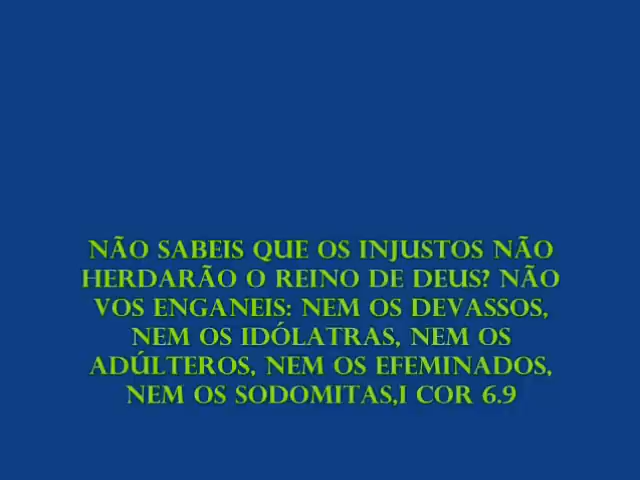 NÃO SABEIS QUE OS INJUSTOS NÃO
HERDARÃO O REINO DE DEUS? NÃO
VOS ENGANEIS: NEM OS DEVASSOS,
NEM OS IDÓLATRAS, NEM OS
ADÚLTEROS, NEM OS EFEMINADOS,
NEM OS SODOMITAS,I COR 6.9